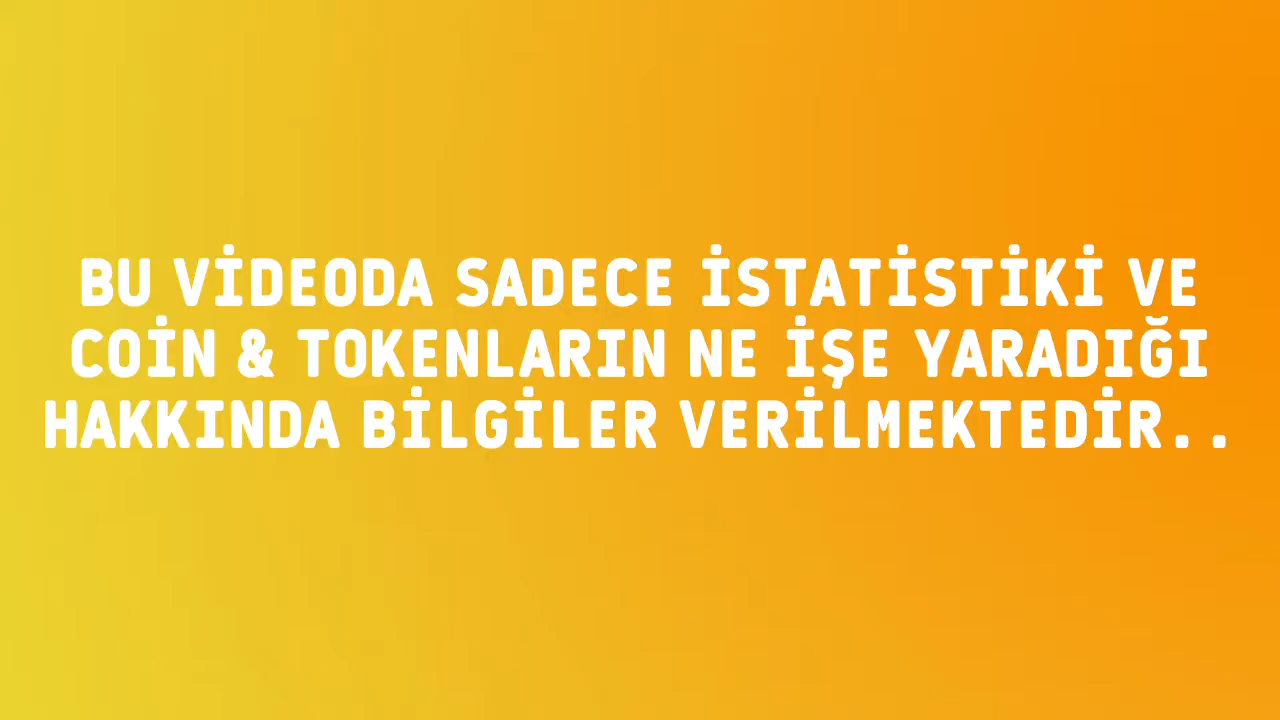 BU VİDEODA SADECE İSTATİSTİKİ VE
COİN & TOKENLARIN NE İŞE YARADIĞI
HAKKINDA BİLGİLER VERİLMEKTEDİR..